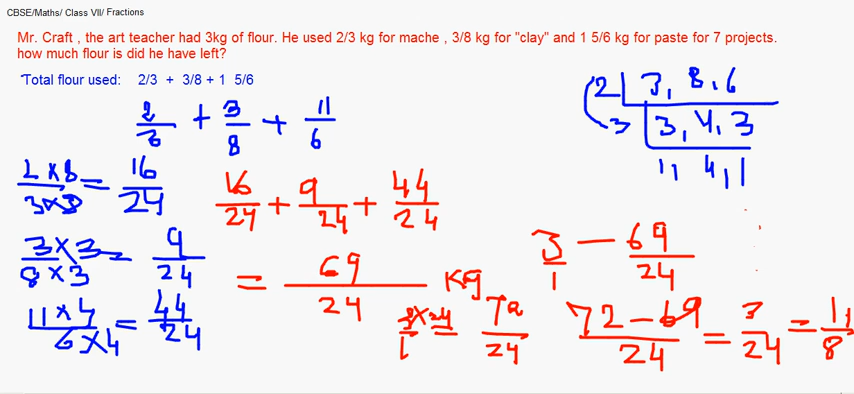 CBSE/Maths/ Class VII/ Fractions
Mr. Craft , the art teacher had 3kg of flour. He used 2/3 kg for mache , 3/8 kg for "clay" and 1 5/6 kg for paste for 7 projects.
how much flour is did he have left?
Total flour used: 2/3 + 3/8 + 1 5/6
2/3 + 3/8 + 11/6
2 | 3, 8, 6
3 | 3, 4, 3
1, 4, 1
2 x 8 / 3 x 8 = 16/24
16/24 + 9/24 + 44/24
3 x 3 / 8 x 3 = 9/24
= 69/24 Kg
3/1 - 69/24
11 x 4 / 6 x 4 = 44/24
3 x 24 / 1 = 72/24
72 - 69 / 24 = 3/24 = 1/8